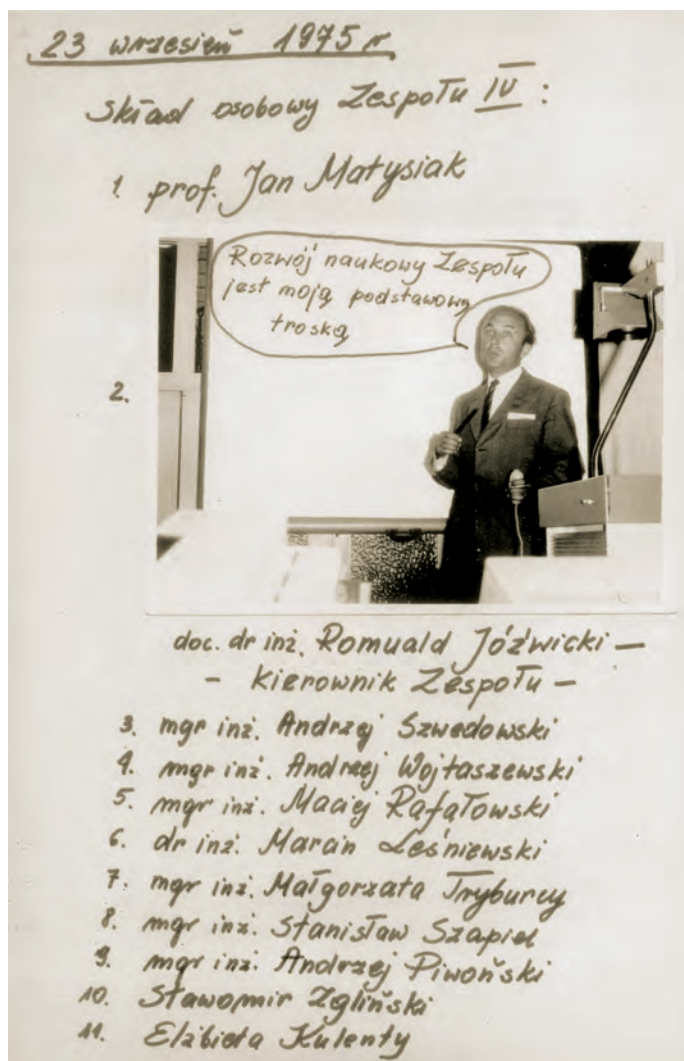 23 wrzesień 1975 r
Skład osobowy Zespołu IV :
1. prof. Jan Matysiak
Rozwój naukowy Zespołu
jest moją podstawową
troską
2.
doc. dr inż. Romuald Jóźwicki —
– kierownik Zespołu –
3. mgr inż. Andrzej Szwedowski
4. mgr inż. Andrzej Wojtaszewski
5. mgr inż. Maciej Rafałowski
6. dr inż. Marcin Leśniewski
7. mgr inż. Małgorzata Tryburcy
8. mgr inż. Stanisław Szapiel
9. mgr inż. Andrzej Piwoński
10. Sławomir Zgliński
11. Elżbieta Kulenty